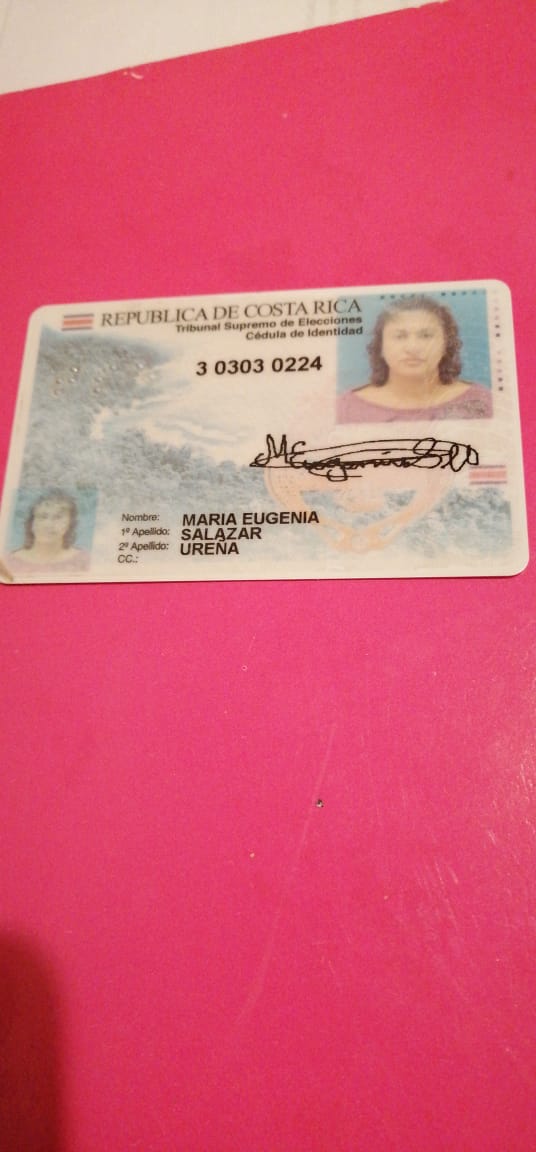 REPUBLICA DE COSTA RICA
Tribunal Supremo de Elecciones
Cédula de Identidad
3 0303 0224
Nombre: MARIA EUGENIA
1º Apellido: SALAZAR
2º Apellido: UREÑA
CC.: